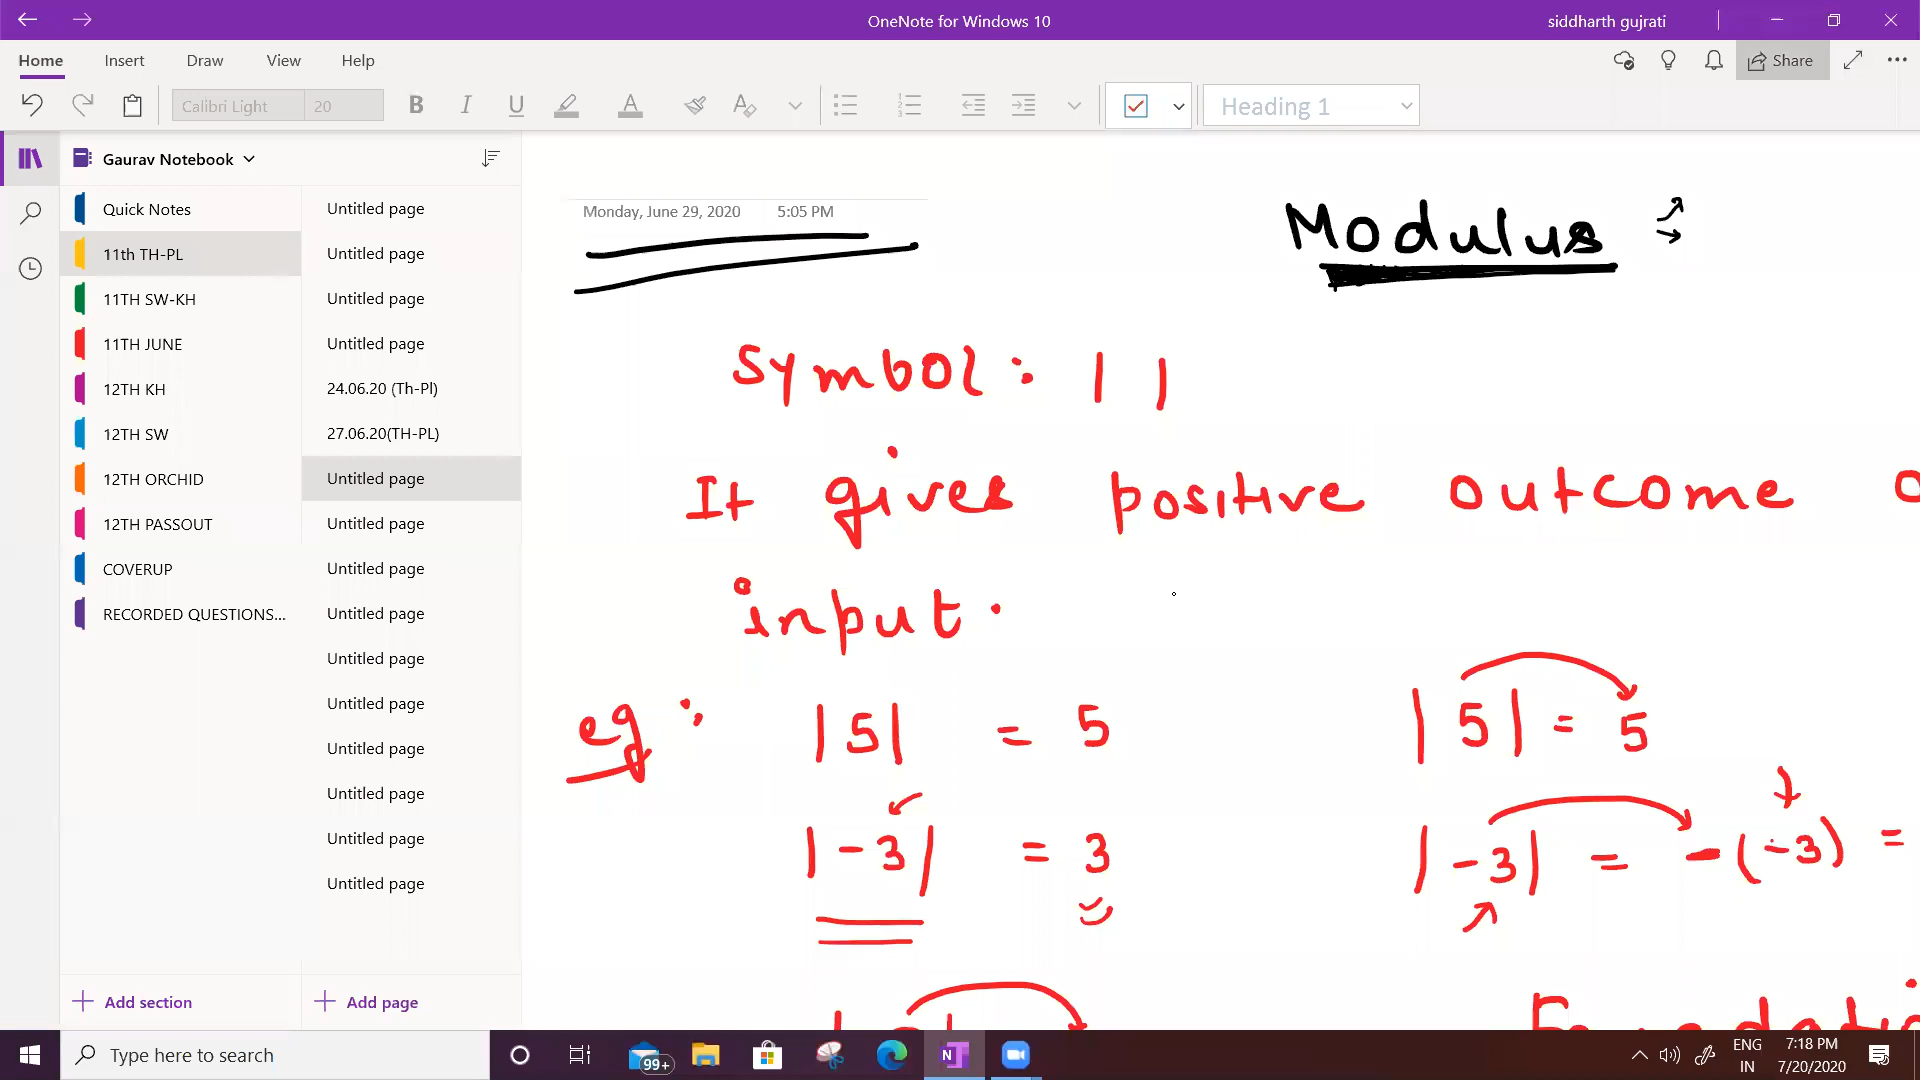 OneNote for Windows 10
siddharth gujrati
Home Insert Draw View Help
Share
Calibri Light 20 B I U A A
Heading 1
Gaurav Notebook
Quick Notes
11th TH-PL
11TH SW-KH
11TH JUNE
12TH KH
12TH SW
12TH ORCHID
12TH PASSOUT
COVERUP
RECORDED QUESTIONS...
Add section
Untitled page
Untitled page
Untitled page
Untitled page
24.06.20 (Th-Pl)
27.06.20(TH-PL)
Untitled page
Untitled page
Untitled page
Untitled page
Untitled page
Untitled page
Untitled page
Untitled page
Untitled page
Untitled page
Add page
Monday, June 29, 2020 5:05 PM
Modulus :
Symbol : | |
It gives positive outcome
input.
eg : |5| = 5 |5| = 5
|-3| = 3 |-3| = -(-3) =
Type here to search
99+
N
ENG
IN
7:18 PM
7/20/2020